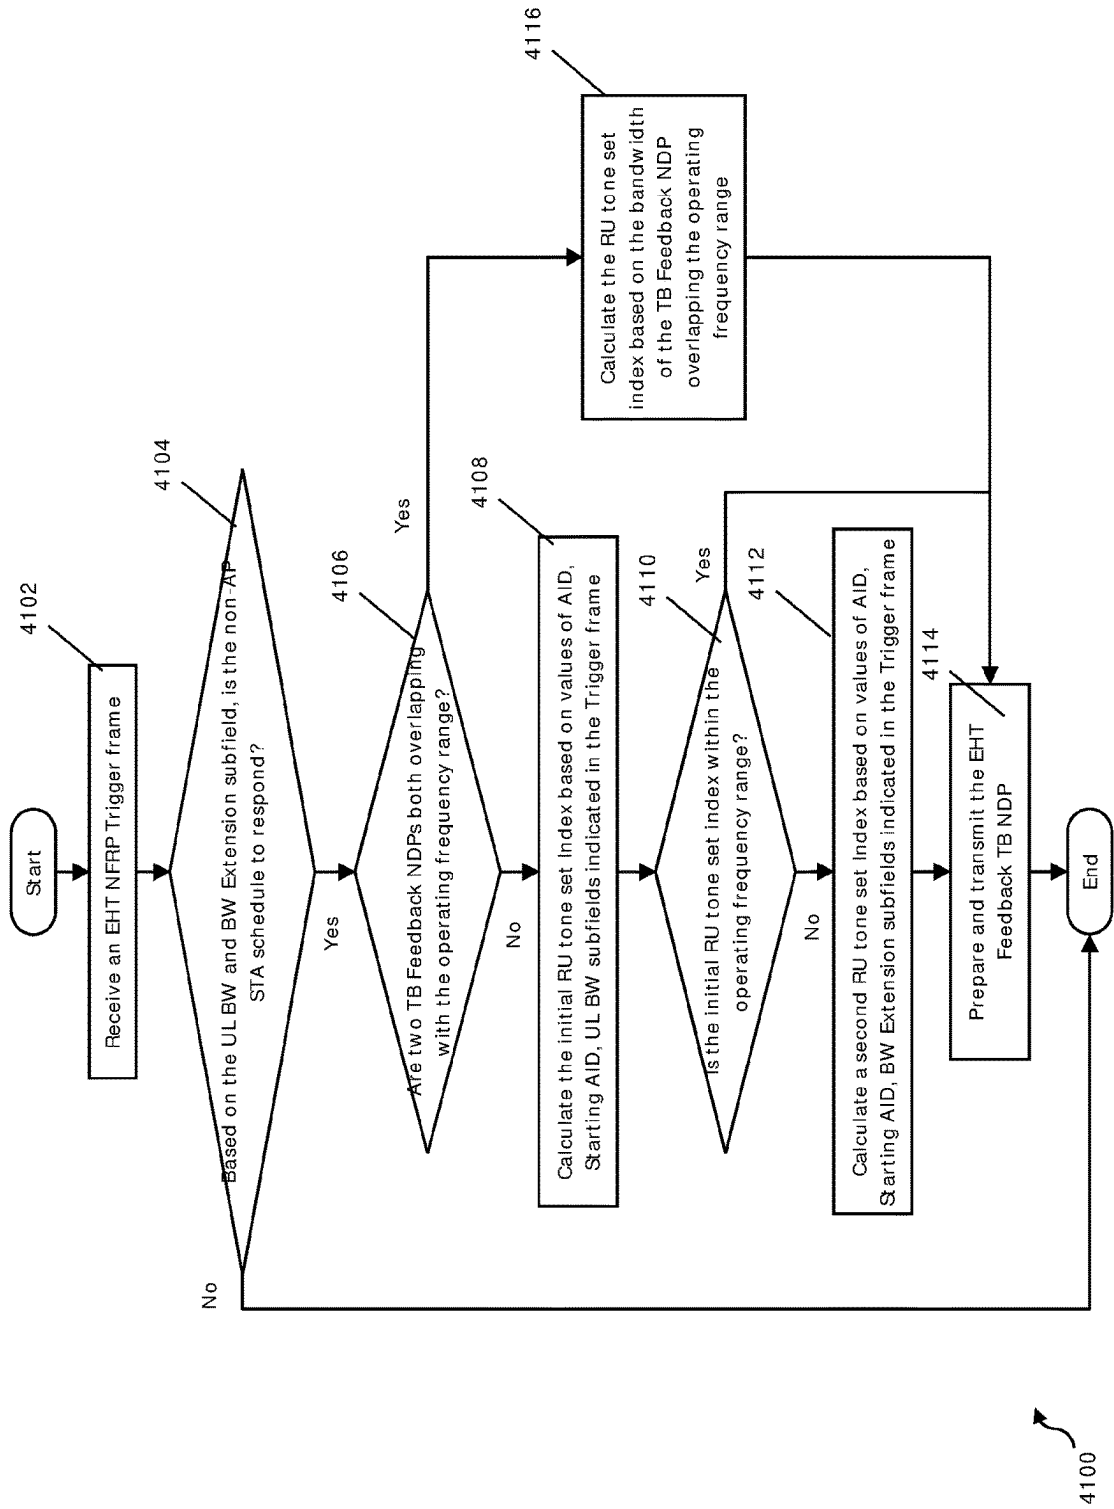 Start
4102
Receive an EHT NFRP Trigger frame
4104
Based on the UL BW and BW Extension subfield, is the non-AP
STA schedule to respond?
No
Yes
4106
Are two TB Feedback NDPs both overlapping
with the operating frequency range?
Yes
No
4108
Calculate the initial RU tone set Index based on values of AID,
Starting AID, UL BW subfields indicated in the Trigger frame
4116
Calculate the RU tone set
index based on the bandwidth
of the TB Feedback NDP
overlapping the operating
frequency range
4110
Is the initial RU tone set index within the
operating frequency range?
Yes
No
4112
Calculate a second RU tone set Index based on values of AID,
Starting AID, BW Extension subfields indicated in the Trigger frame
4114
Prepare and transmit the EHT
Feedback TB NDP
End
4100